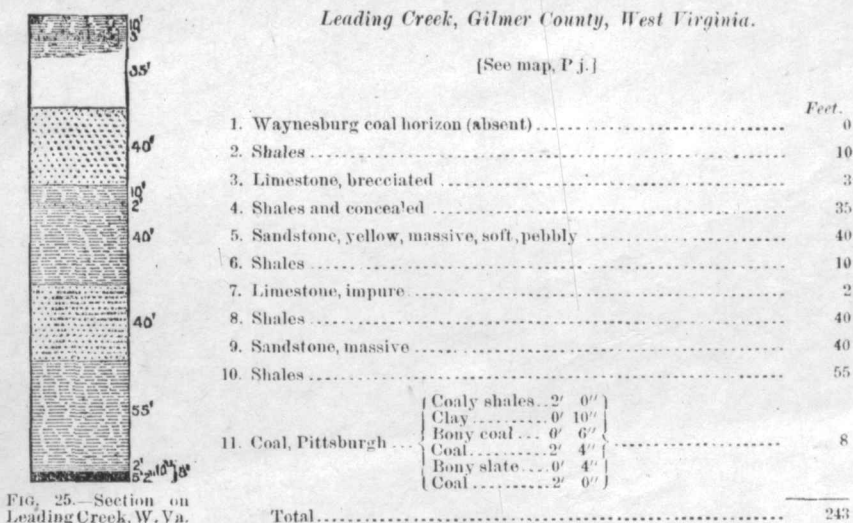 Leading Creek, Gilmer County, West Virginia.
[See map, P j.]
Feet.
1. Waynesburg coal horizon (absent) 0
2. Shales 10
3. Limestone, brecciated 3
4. Shales and concealed 35
5. Sandstone, yellow, massive, soft, pebbly 40
6. Shales 10
7. Limestone, impure 2
8. Shales 40
9. Sandstone, massive 40
10. Shales 55
11. Coal, Pittsburgh 8
Coaly shales 2′ 0″
Clay 0′ 10″
Bony coal 0′ 6″
Coal 2′ 4″
Bony slate 0′ 4″
Coal 2′ 0″
Total 243
10′
3′
35′
40′
10′
2′
40′
40′
55′
2′
FIG. 25.—Section on
Leading Creek, W. Va.